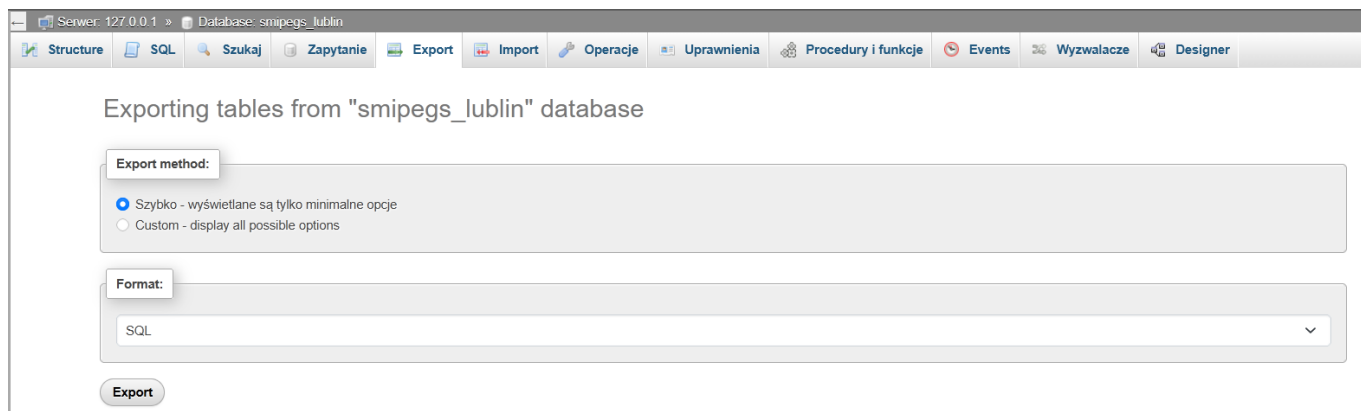 Serwer: 127.0.0.1 » Database: smipegs_lublin
Structure SQL Szukaj Zapytanie Export Import Operacje Uprawnienia Procedury i funkcje Events Wyzwalacze Designer
Exporting tables from "smipegs_lublin" database
Export method:
Szybko - wyświetlane są tylko minimalne opcje
Custom - display all possible options
Format:
SQL
Export